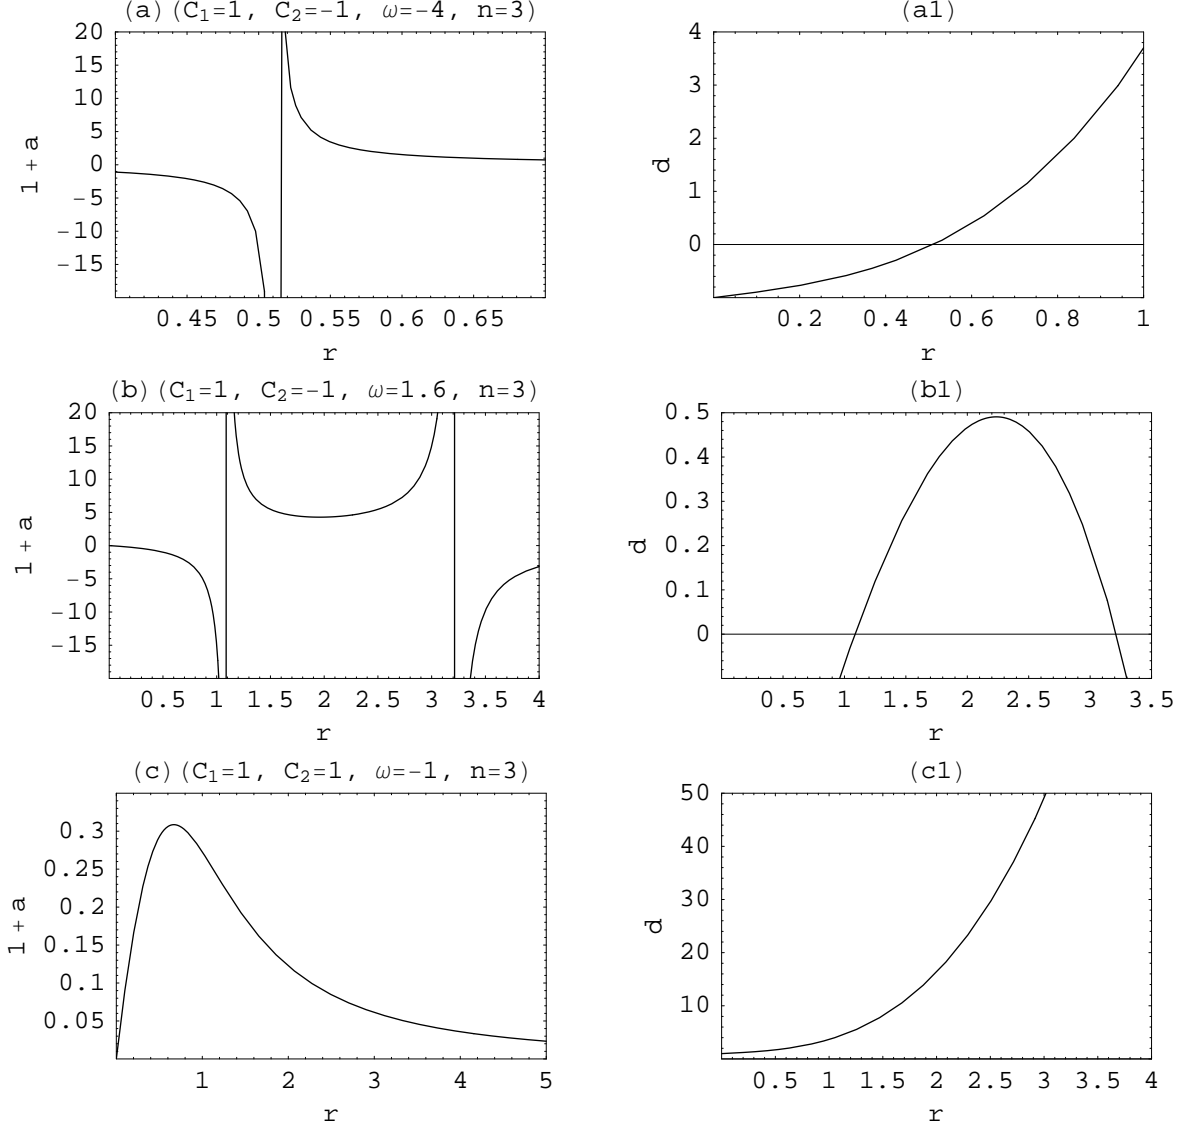 (a) (C₁=1, C₂=-1, ω=-4, n=3)
20
15
10
5
0
-5
-10
-15
1 + a
0.45 0.5 0.55 0.6 0.65
r
(a1)
4
3
2
1
0
d
0.2 0.4 0.6 0.8 1
r
(b) (C₁=1, C₂=-1, ω=1.6, n=3)
20
15
10
5
0
-5
-10
-15
1 + a
0.5 1 1.5 2 2.5 3 3.5 4
r
(b1)
0.5
0.4
0.3
0.2
0.1
0
d
0.5 1 1.5 2 2.5 3 3.5
r
(c) (C₁=1, C₂=1, ω=-1, n=3)
0.3
0.25
0.2
0.15
0.1
0.05
1 + a
1 2 3 4 5
r
(c1)
50
40
30
20
10
d
0.5 1 1.5 2 2.5 3 3.5 4
r